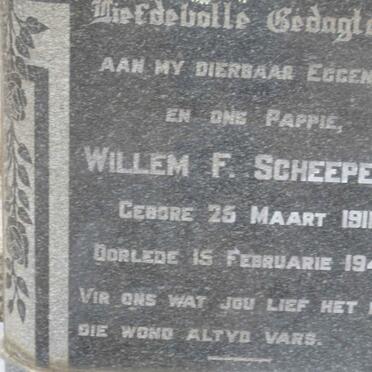 Liefdevolle Gedagte
AAN MY DIERBAAR EGGEN
EN ONS PAPPIE,
WILLEM F. SCHEEPE
GEBORE 25 MAART 191
OORLEDE 15 FEBRUARIE 194
VIR ONS WAT JOU LIEF HET
DIE WOND ALTYD VARS.